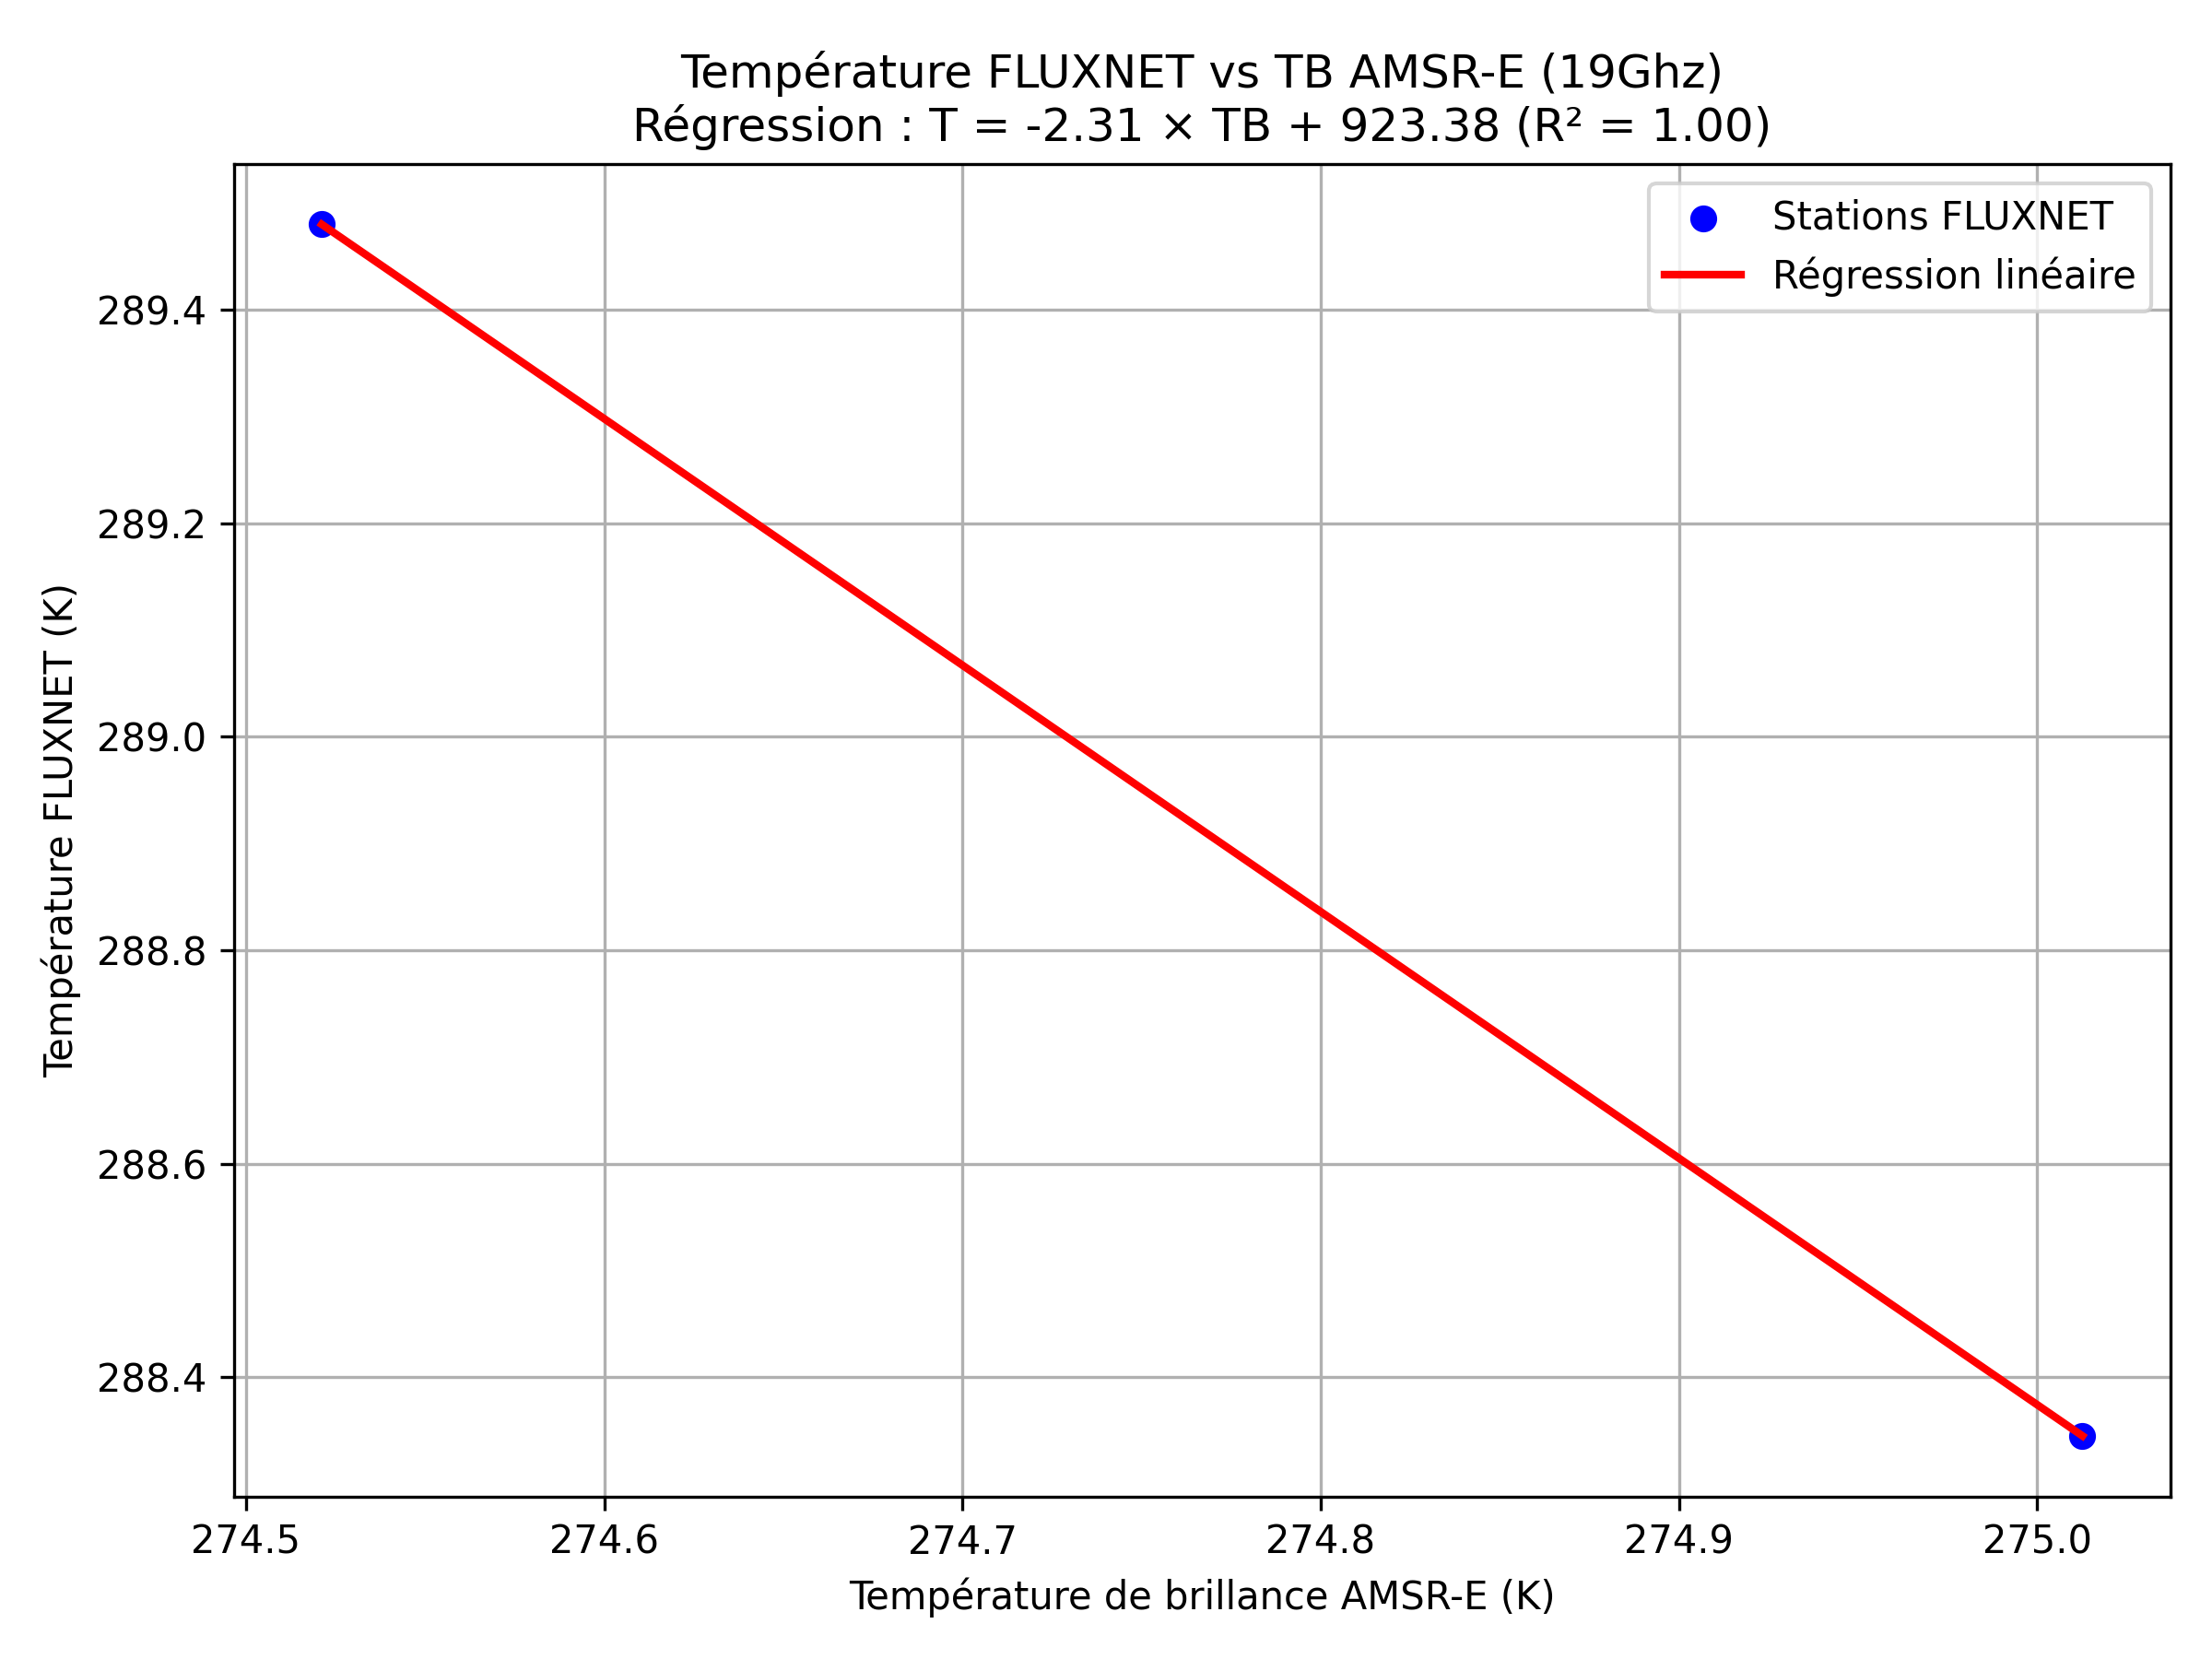 Température FLUXNET vs TB AMSR-E (19Ghz)
Régression : T = -2.31 × TB + 923.38 (R² = 1.00)
Stations FLUXNET
Régression linéaire
Température FLUXNET (K)
289.4
289.2
289.0
288.8
288.6
288.4
274.5 274.6 274.7 274.8 274.9 275.0
Température de brillance AMSR-E (K)